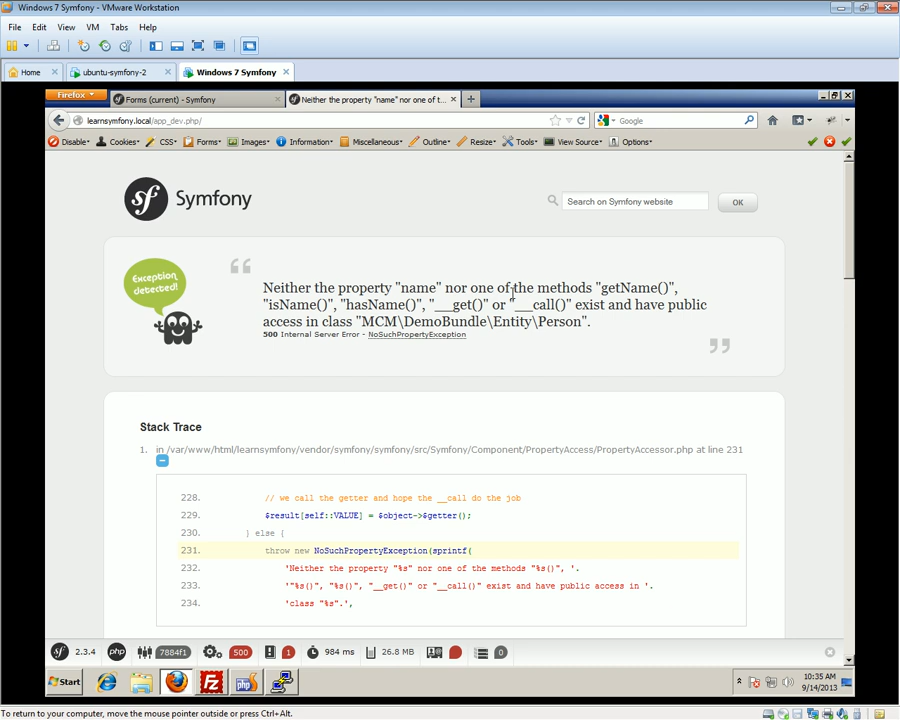 Windows 7 Symfony - VMware Workstation
File Edit View VM Tabs Help
Home ubuntu-symfony-2 Windows 7 Symfony
Firefox Forms (current) - Symfony Neither the property "name" nor one of t...
learnsymfony.local/app_dev.php/ Google
Disable Cookies CSS Forms Images Information Miscellaneous Outline Resize Tools View Source Options
sf Symfony Search on Symfony website OK
Exception detected!
Neither the property "name" nor one of the methods "getName()",
"isName()", "hasName()", "__get()" or "__call()" exist and have public
access in class "MCM\DemoBundle\Entity\Person".
500 Internal Server Error - NoSuchPropertyException
Stack Trace
1. in /var/www/html/learnsymfony/vendor/symfony/symfony/src/Symfony/Component/PropertyAccess/PropertyAccessor.php at line 231
228. // we call the getter and hope the __call do the job
229. $result[self::VALUE] = $object->$getter();
230. } else {
231. throw new NoSuchPropertyException(sprintf(
232. 'Neither the property "%s" nor one of the methods "%s()", '.
233. '"%s()", "%s()", "__get()" or "__call()" exist and have public access in '.
234. 'class "%s".',
sf 2.3.4 php 7884f1 500 1 984 ms 26.8 MB 0
Start 10:35 AM
9/14/2013
To return to your computer, move the mouse pointer outside or press Ctrl+Alt.